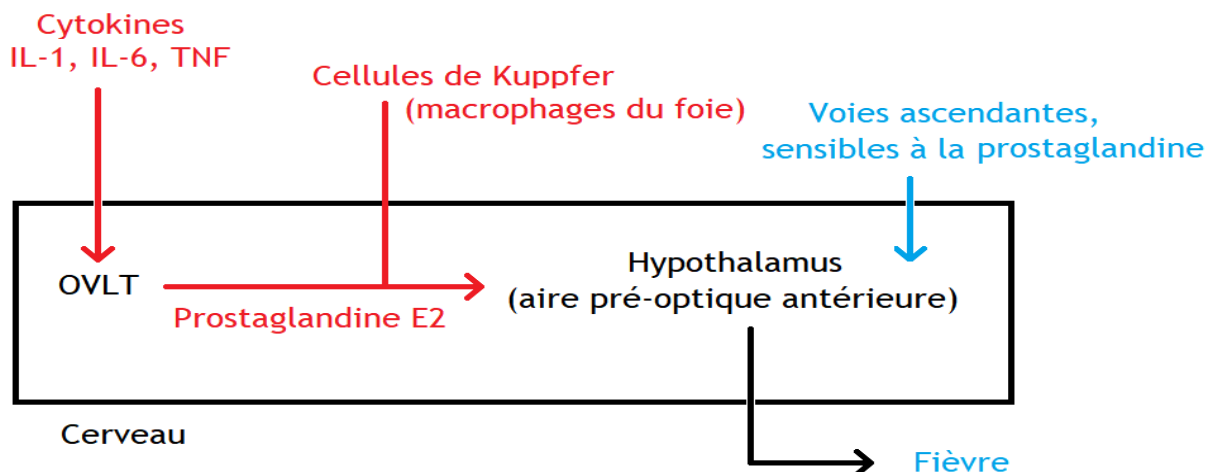 Cytokines
IL-1, IL-6, TNF
Cellules de Kuppfer
(macrophages du foie)
Voies ascendantes,
sensibles à la prostaglandine
OVLT
Prostaglandine E2
Hypothalamus
(aire pré-optique antérieure)
Cerveau
Fièvre